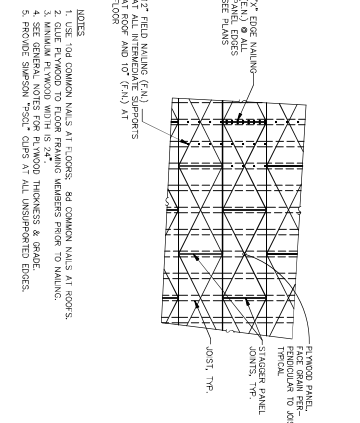 "X" EDGE NAILING
(E.N.) @ ALL
PANEL EDGES
SEE PLANS
12" FIELD NAILING (F.N.)
AT ALL INTERMEDIATE SUPPORTS
AT ROOF AND 10" (F.N.) AT
FLOOR
PLYWOOD PANEL,
FACE GRAIN PER-
PENDICULAR TO JOIS
TYPICAL
STAGGER PANEL
JOINTS, TYP.
JOIST, TYP.
NOTES
1. USE 10d COMMON NAILS AT FLOORS; 8d COMMON NAILS AT ROOFS.
2. GLUE PLYWOOD TO FLOOR FRAMING MEMBERS PRIOR TO NAILING.
3. MINIMUM PLYWOOD WIDTH IS 24".
4. SEE GENERAL NOTES FOR PLYWOOD THICKNESS & GRADE.
5. PROVIDE SIMPSON "PSCL" CLIPS AT ALL UNSUPPORTED EDGES.